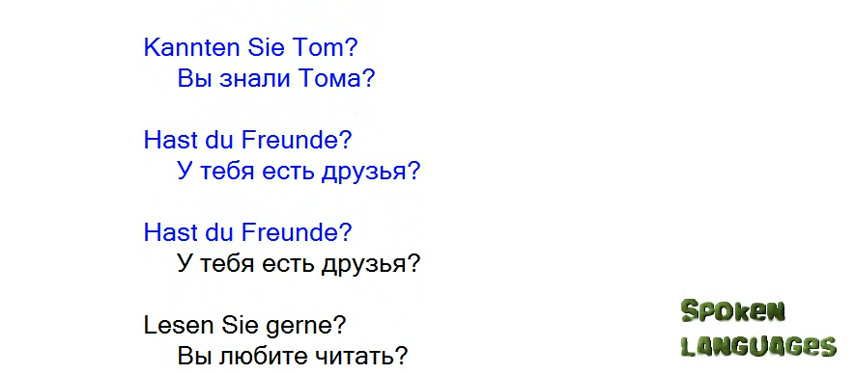 Kannten Sie Tom?
Вы знали Тома?
Hast du Freunde?
У тебя есть друзья?
Hast du Freunde?
У тебя есть друзья?
Lesen Sie gerne?
Вы любите читать?
Spoken
Languages